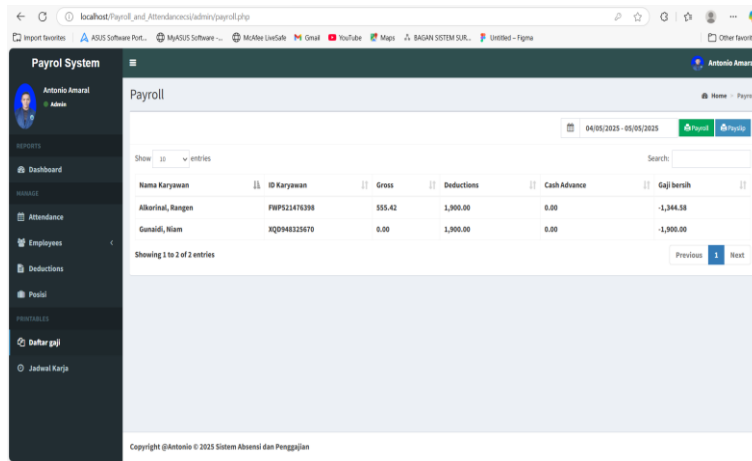 localhost/Payroll_and_Attendancecsi/admin/payroll.php
Import favorites ASUS Software Port... MyASUS Software -... McAfee LiveSafe Gmail YouTube Maps BAGAN SISTEM SUR... Untitled – Figma Other favorit
Payrol System
Antonio Amara
Antonio Amaral
Admin
Payroll
Home > Payro
04/05/2025 - 05/05/2025 Payroll Payslip
REPORTS
Dashboard
MANAGE
Attendance
Employees
Deductions
Posisi
PRINTABLES
Daftar gaji
Jadwal Karja
Show 10 entries Search:
Nama Karyawan ID Karyawan Gross Deductions Cash Advance Gaji bersih
Alkorinal, Rangen FWP521476398 555.42 1,900.00 0.00 -1,344.58
Gunaidi, Niam XQD948325670 0.00 1,900.00 0.00 -1,900.00
Showing 1 to 2 of 2 entries Previous 1 Next
Copyright @Antonio © 2025 Sistem Absensi dan Penggajian